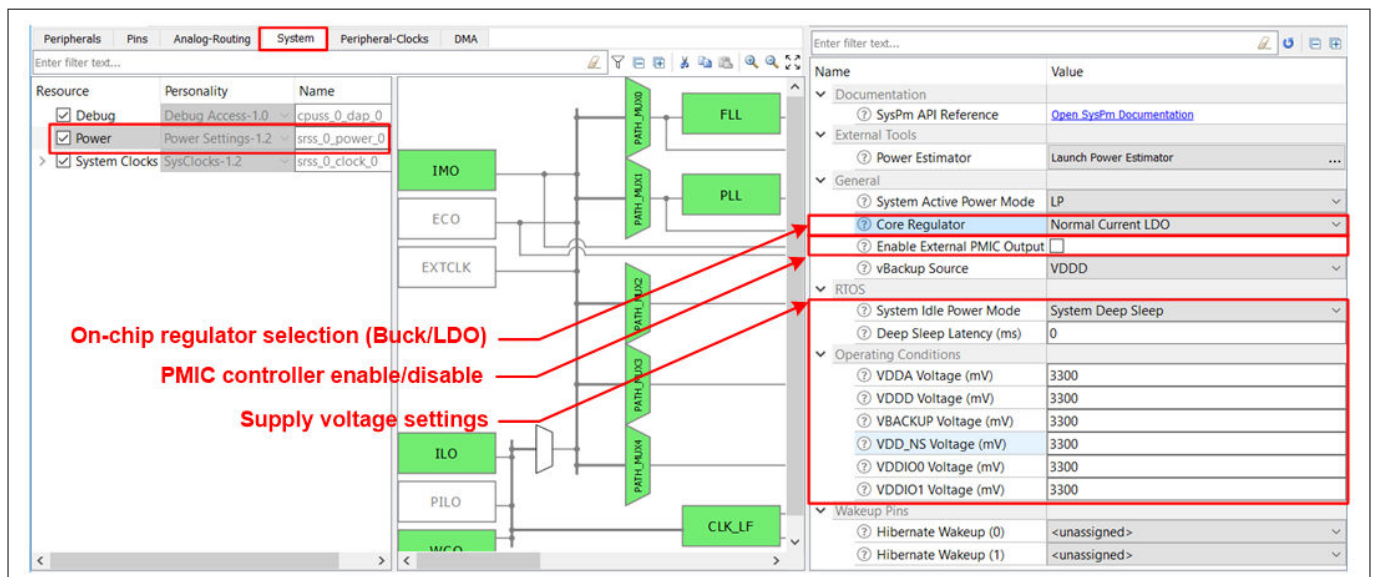 Peripherals Pins Analog-Routing System Peripheral-Clocks DMA
Enter filter text...
Resource Personality Name
Debug Debug Access-1.0 cpuss_0_dap_0
Power Power Settings-1.2 srss_0_power_0
System Clocks SysClocks-1.2 srss_0_clock_0
IMO
ECO
EXTCLK
ILO
PILO
WCO
PATH_MUX0
PATH_MUX1
PATH_MUX2
PATH_MUX3
PATH_MUX4
FLL
PLL
CLK_LF
On-chip regulator selection (Buck/LDO)
PMIC controller enable/disable
Supply voltage settings
Enter filter text...
Name Value
Documentation
SysPm API Reference Open SysPm Documentation
External Tools
Power Estimator Launch Power Estimator ...
General
System Active Power Mode LP
Core Regulator Normal Current LDO
Enable External PMIC Output
vBackup Source VDDD
RTOS
System Idle Power Mode System Deep Sleep
Deep Sleep Latency (ms) 0
Operating Conditions
VDDA Voltage (mV) 3300
VDDD Voltage (mV) 3300
VBACKUP Voltage (mV) 3300
VDD_NS Voltage (mV) 3300
VDDIO0 Voltage (mV) 3300
VDDIO1 Voltage (mV) 3300
Wakeup Pins
Hibernate Wakeup (0) <unassigned>
Hibernate Wakeup (1) <unassigned>